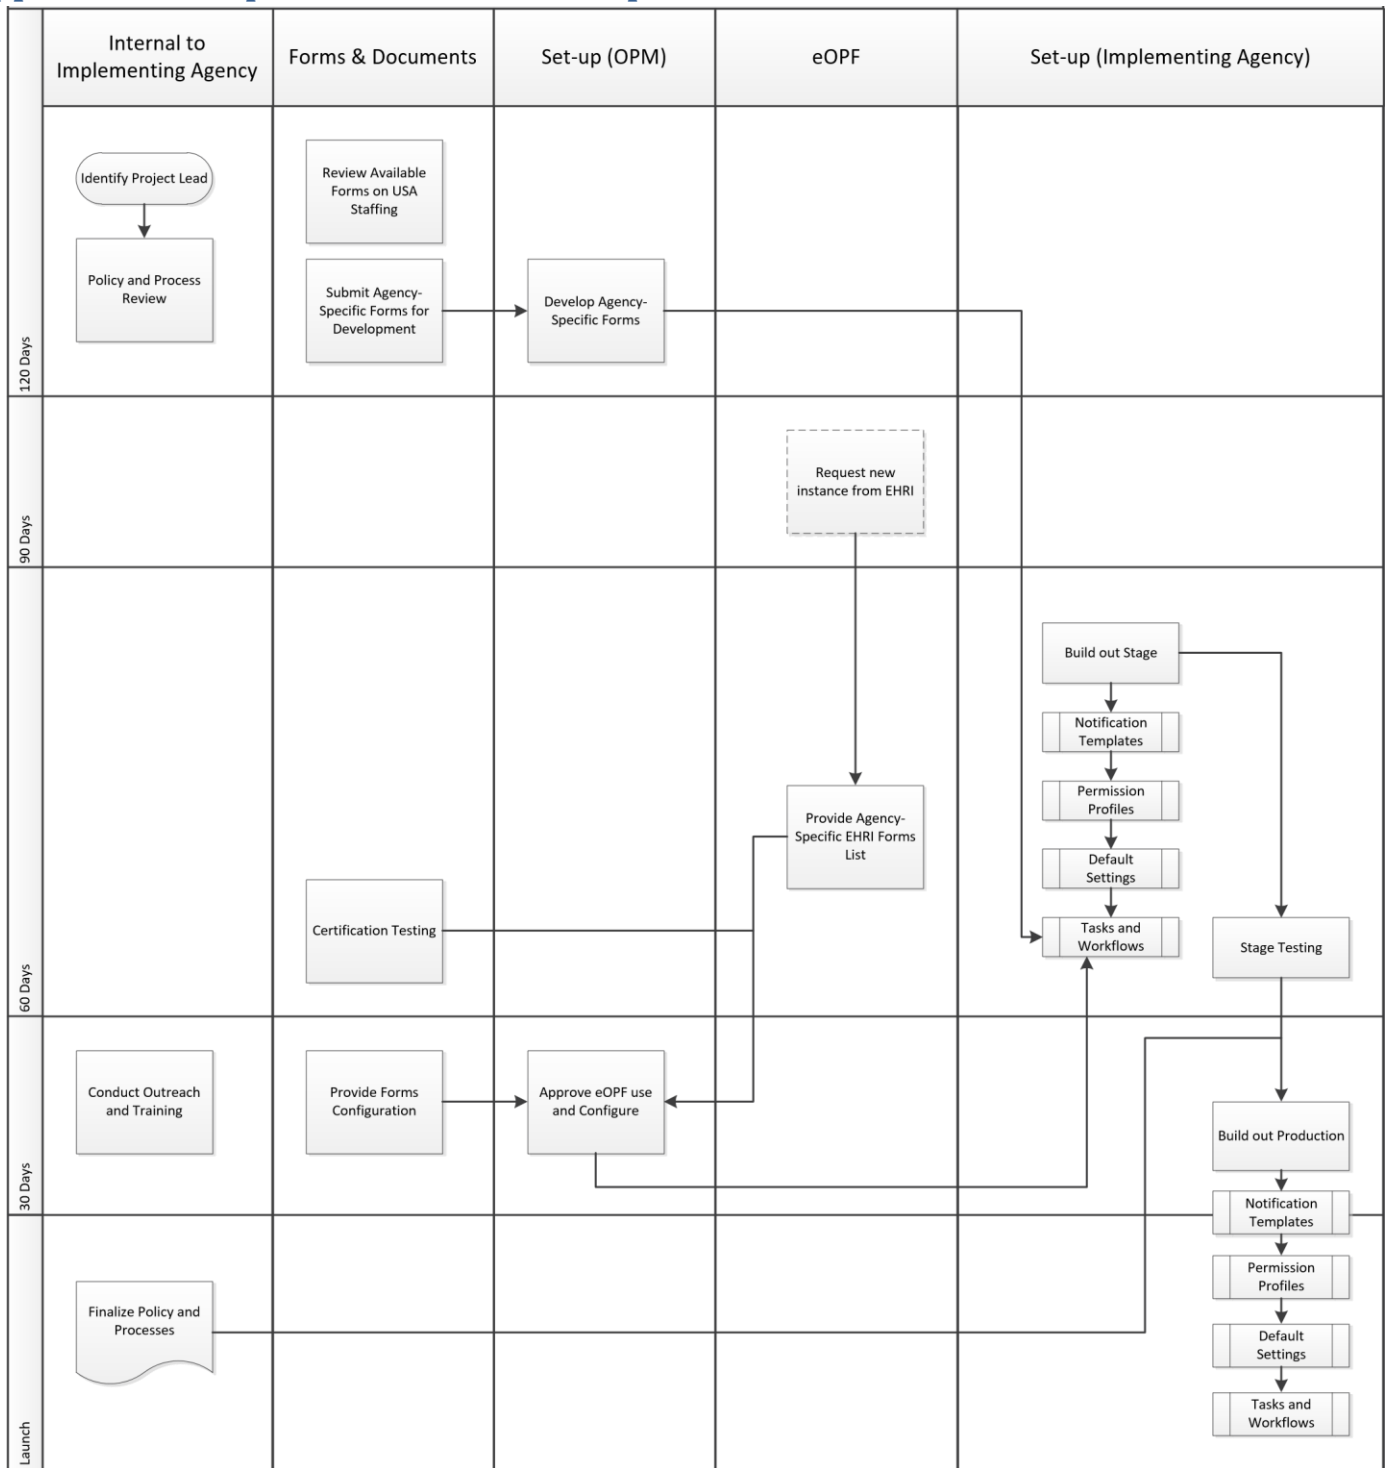 Internal to
Implementing Agency
Forms & Documents
Set-up (OPM)
eOPF
Set-up (Implementing Agency)
120 Days
Identify Project Lead
Policy and Process
Review
Review Available
Forms on USA
Staffing
Submit Agency-
Specific Forms for
Development
Develop Agency-
Specific Forms
90 Days
Request new
instance from EHRI
60 Days
Certification Testing
Provide Agency-
Specific EHRI Forms
List
Build out Stage
Notification
Templates
Permission
Profiles
Default
Settings
Tasks and
Workflows
Stage Testing
30 Days
Conduct Outreach
and Training
Provide Forms
Configuration
Approve eOPF use
and Configure
Build out Production
Notification
Templates
Launch
Finalize Policy and
Processes
Permission
Profiles
Default
Settings
Tasks and
Workflows